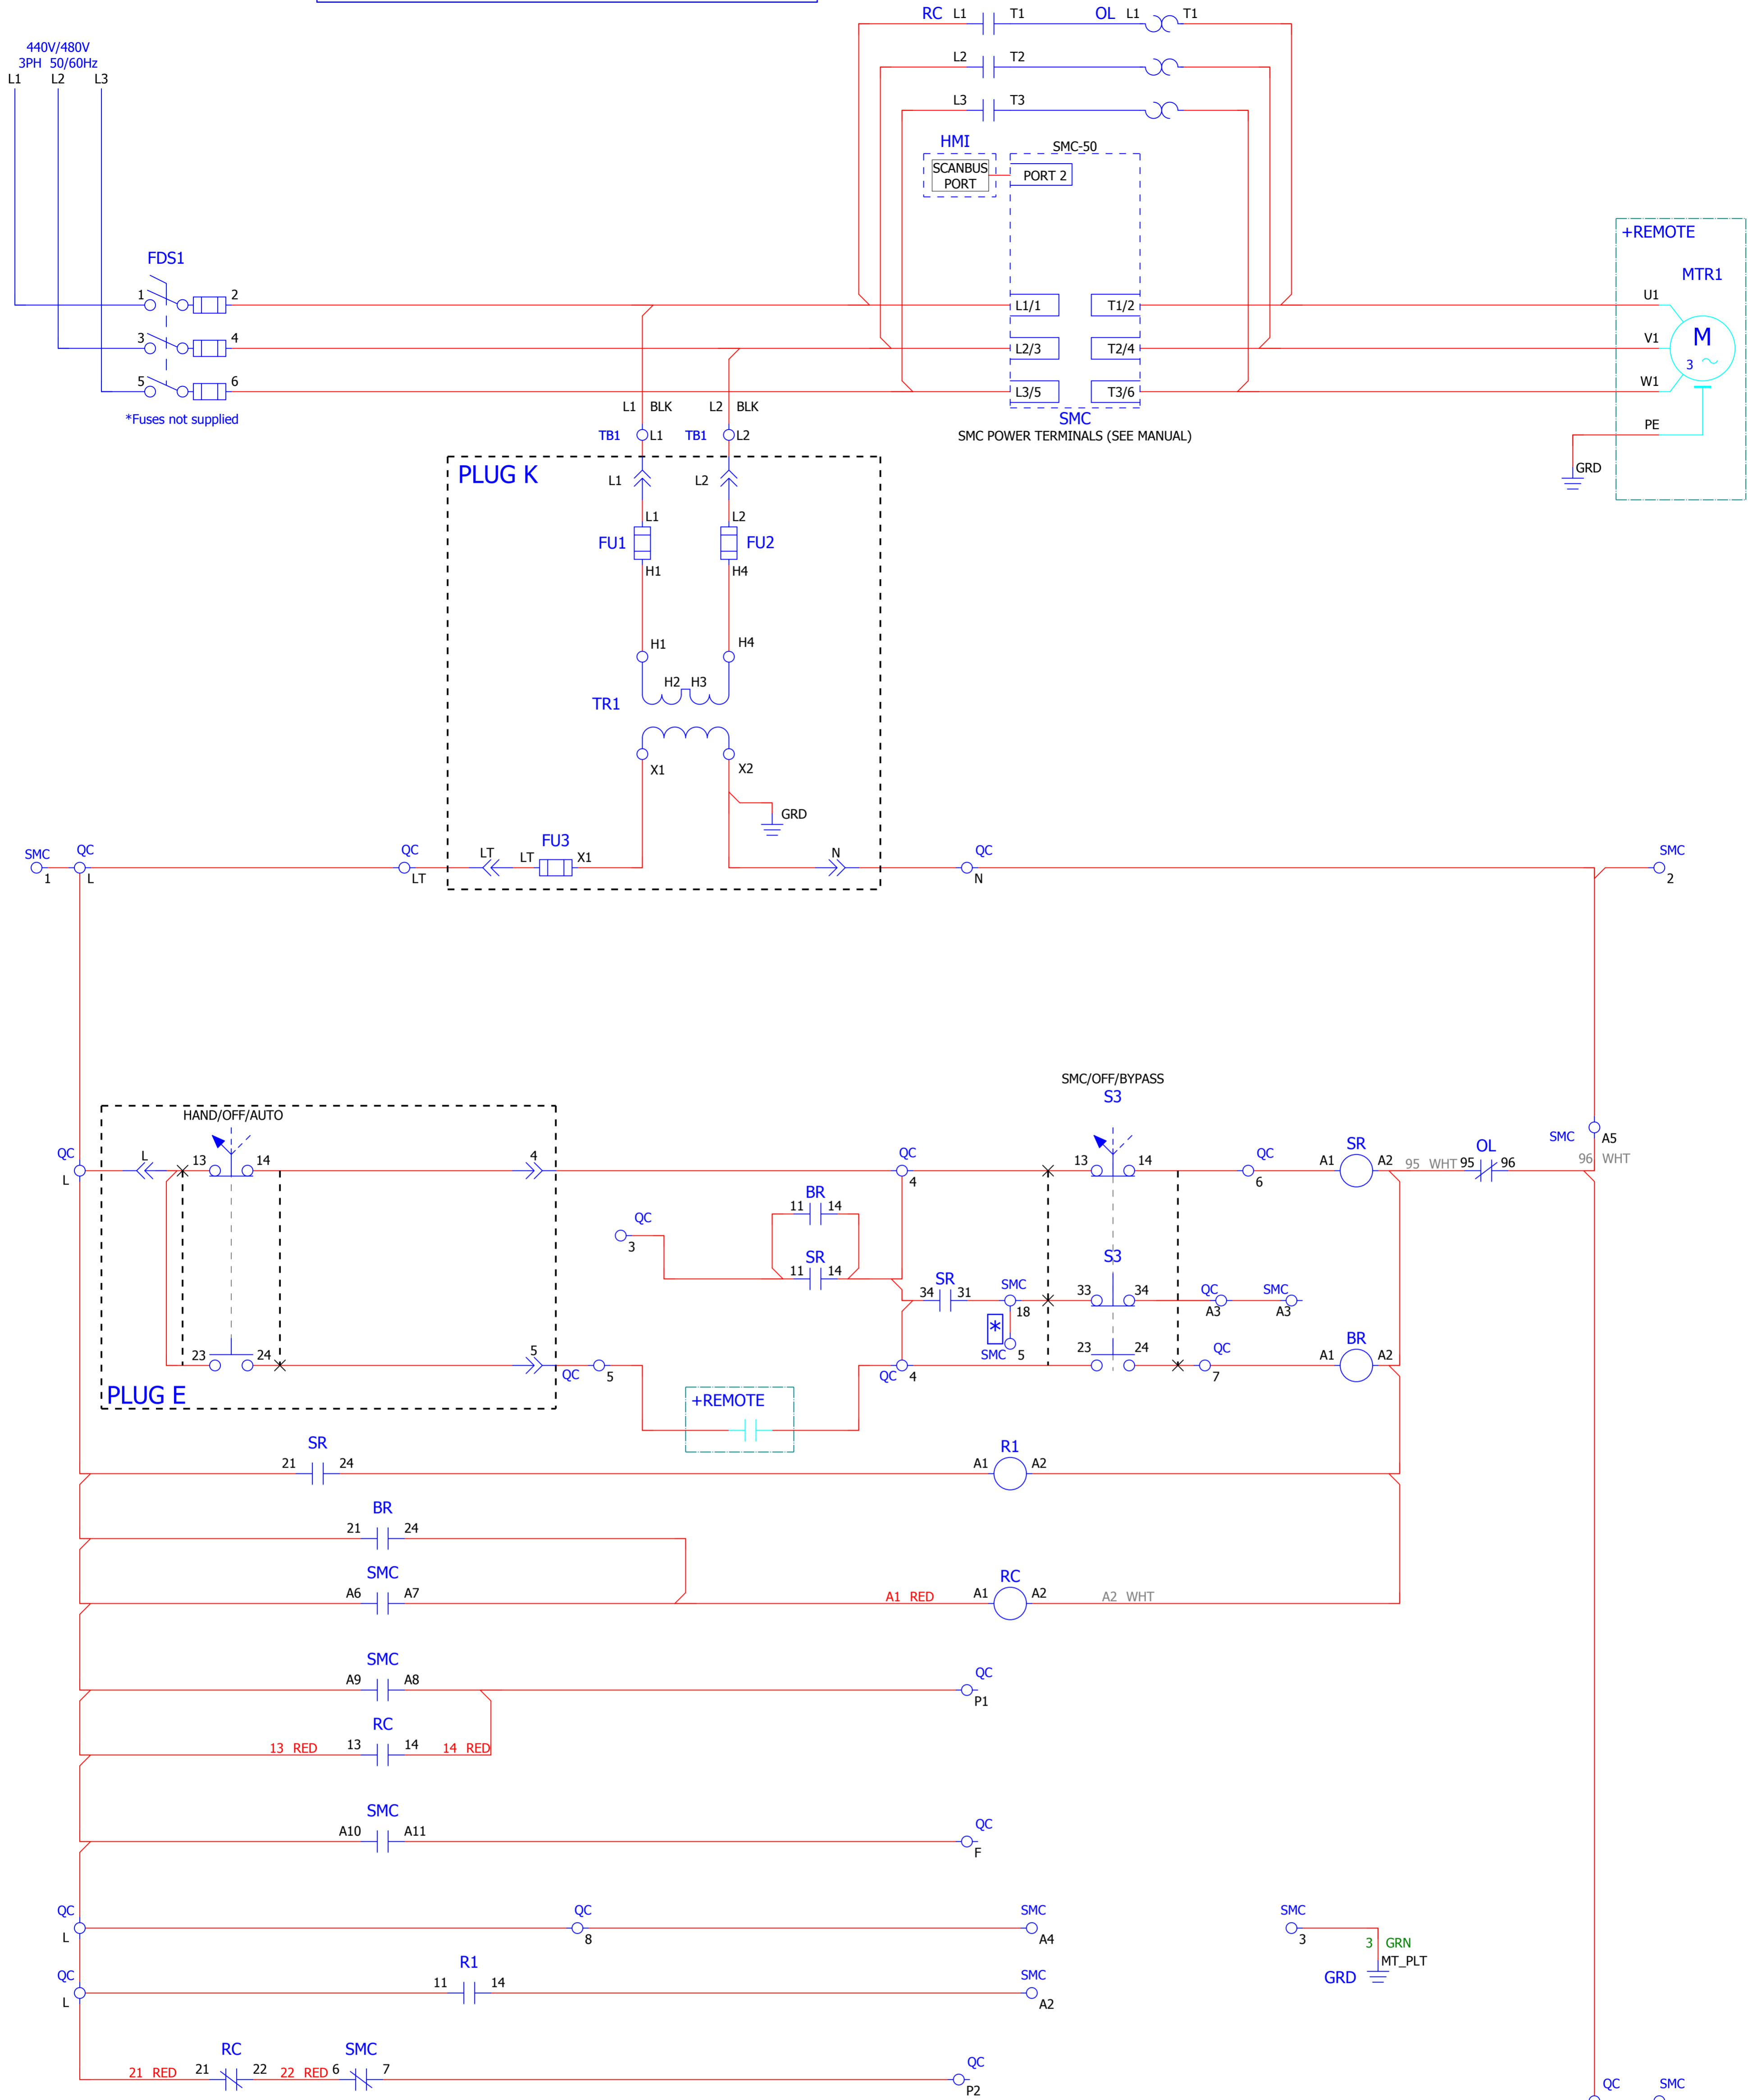 RC L1 T1 OL L1 T1
440V/480V
3PH 50/60Hz
L1 L2 L3
L2 T2
L3 T3
HMI
SMC-50
SCANBUS
PORT
PORT 2
+REMOTE
MTR1
FDS1
1 2
L1/1 T1/2
U1
3 4
L2/3 T2/4
V1
M
3
5 6
L3/5 T3/6
W1
*Fuses not supplied
L1 BLK L2 BLK
SMC
SMC POWER TERMINALS (SEE MANUAL)
PE
TB1 L1 TB1 L2
GRD
PLUG K
L1 L2
L1 L2
FU1 FU2
H1 H4
H1 H4
H2 H3
TR1
X1 X2
GRD
FU3
SMC QC QC LT LT X1 N QC SMC
1 L LT N 2
SMC/OFF/BYPASS
S3
HAND/OFF/AUTO
QC L 13 14 4 QC 13 14 QC SR OL SMC A5
L 4 6 A1 A2 95 WHT 95 96 96 WHT
BR
11 14
QC
3
SR
11 14
S3
SR
34 31 SMC 33 34 QC SMC
18 A3 A3
*
SMC 5
23 24 5 QC 5 QC 4 23 24 QC 7 BR A1 A2
PLUG E
+REMOTE
SR
21 24
R1
A1 A2
BR
21 24
SMC
A6 A7
RC
A1 RED A1 A2 A2 WHT
SMC
A9 A8
QC
P1
RC
13 RED 13 14 14 RED
SMC
A10 A11
QC
F
QC QC SMC SMC
L 8 A4 3
3 GRN
MT_PLT
GRD
QC R1 SMC
L 11 14 A2
RC SMC
21 RED 21 22 22 RED 6 7
QC
P2
QC SMC